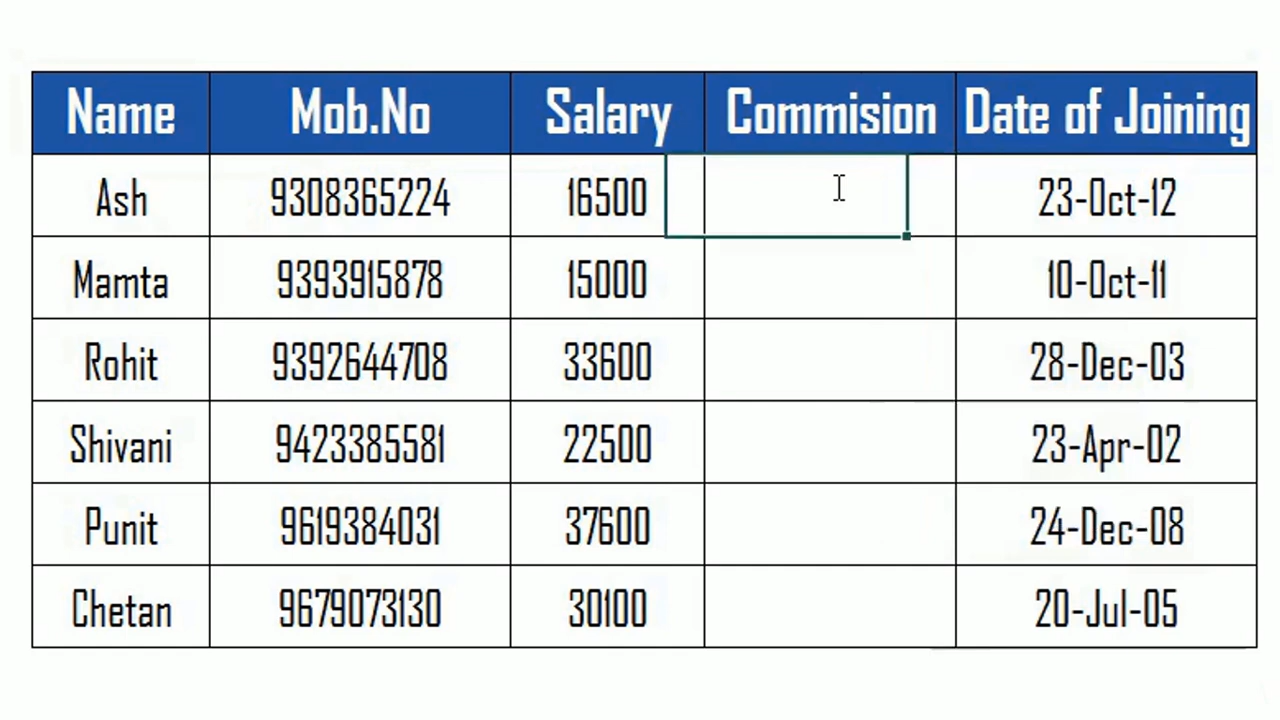 Name Mob.No Salary Commision Date of Joining
Ash 9308365224 16500 23-Oct-12
Mamta 9393915878 15000 10-Oct-11
Rohit 9392644708 33600 28-Dec-03
Shivani 9423385581 22500 23-Apr-02
Punit 9619384031 37600 24-Dec-08
Chetan 9679073130 30100 20-Jul-05